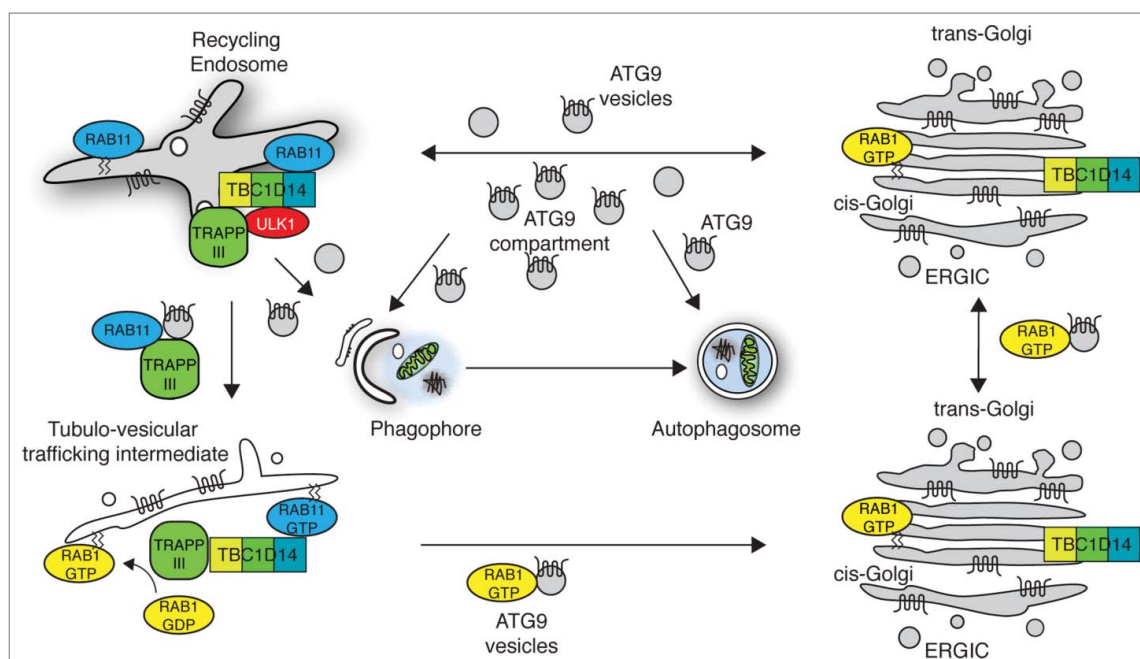 Recycling
Endosome
RAB11
RAB11
TBC1D14
ULK1
TRAPP
III
ATG9
vesicles
ATG9
compartment
ATG9
trans-Golgi
RAB1
GTP
TBC1D14
cis-Golgi
ERGIC
RAB11
TRAPP
III
Phagophore
Autophagosome
RAB1
GTP
Tubulo-vesicular
trafficking intermediate
RAB11
GTP
TRAPP
III
TBC1D14
RAB1
GTP
RAB1
GDP
RAB1
GTP
ATG9
vesicles
trans-Golgi
RAB1
GTP
TBC1D14
cis-Golgi
ERGIC